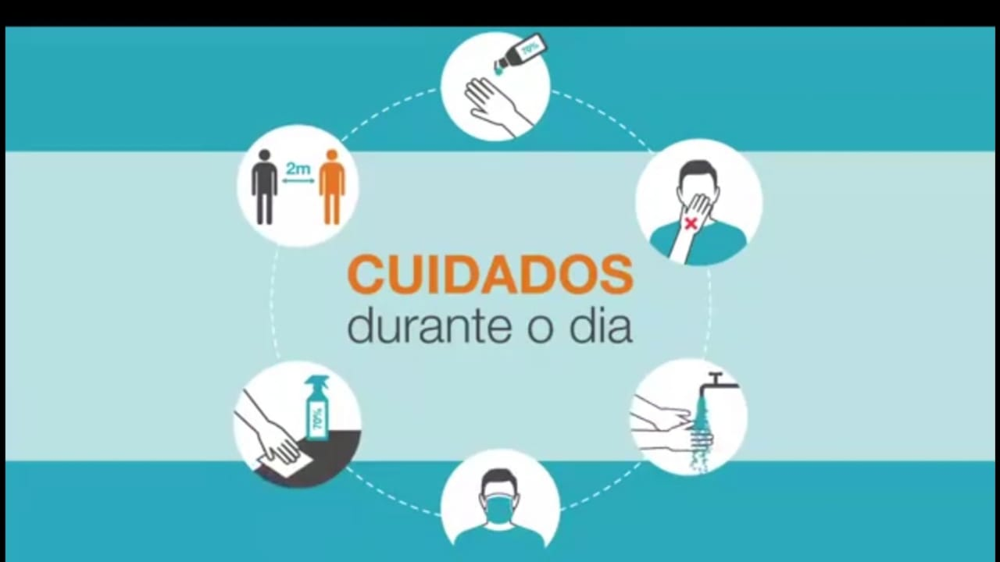 70%
2m
CUIDADOS
durante o dia
70%